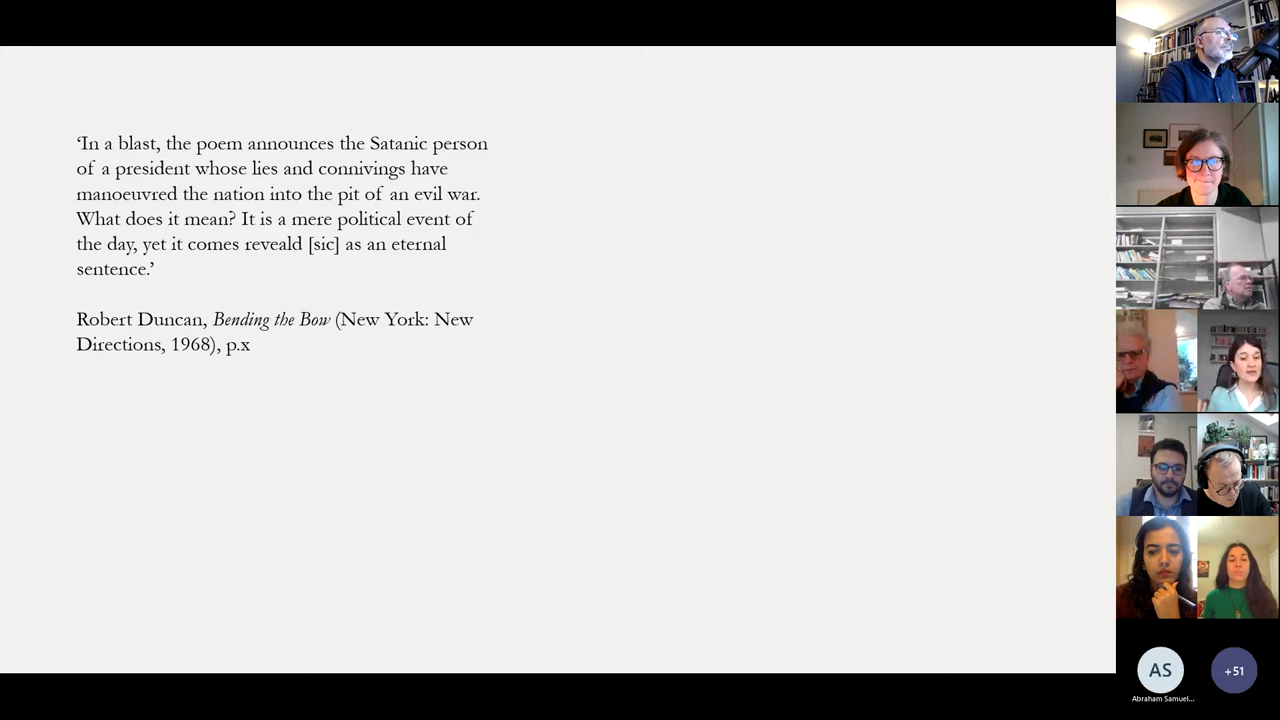 ‘In a blast, the poem announces the Satanic person
of a president whose lies and connivings have
manoeuvred the nation into the pit of an evil war.
What does it mean? It is a mere political event of
the day, yet it comes reveald [sic] as an eternal
sentence.’
Robert Duncan, Bending the Bow (New York: New
Directions, 1968), p.x
AS
+51
Abraham Samuel...